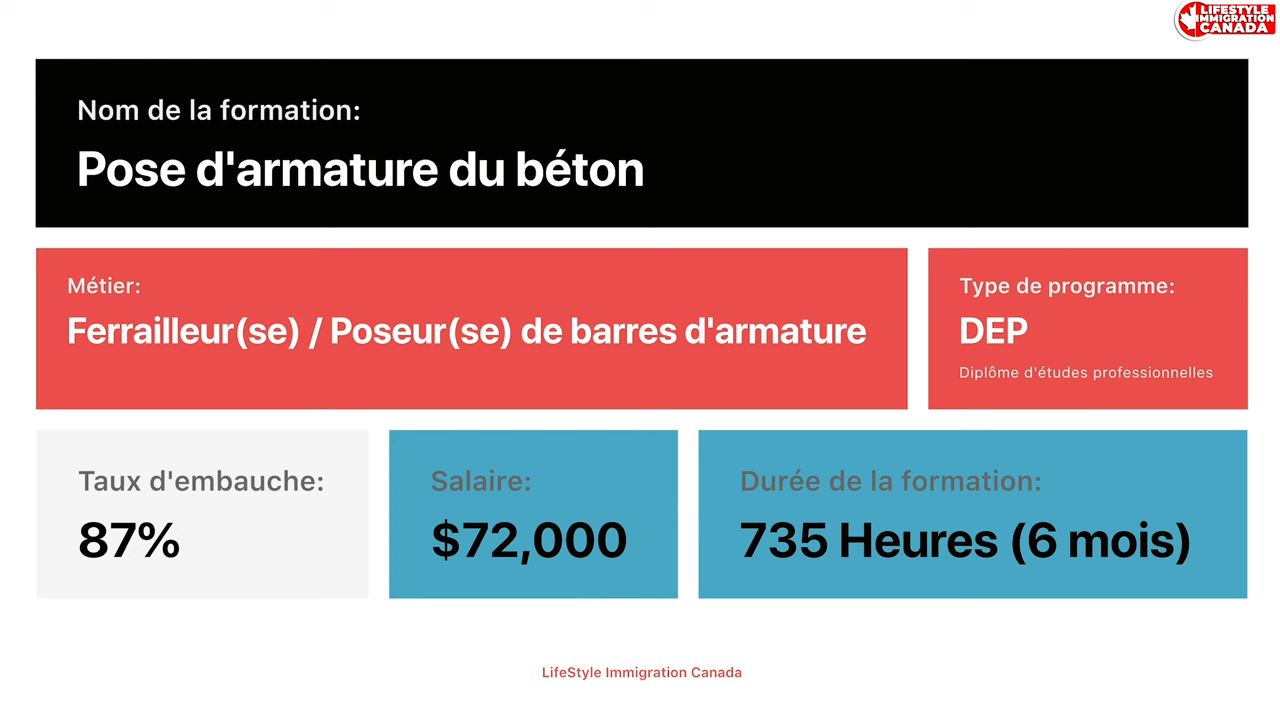 LIFESTYLE
IMMIGRATION
CANADA
Nom de la formation:
Pose d'armature du béton
Métier:
Ferrailleur(se) / Poseur(se) de barres d'armature
Type de programme:
DEP
Diplôme d'études professionnelles
Taux d'embauche:
87%
Salaire:
$72,000
Durée de la formation:
735 Heures (6 mois)
LifeStyle Immigration Canada